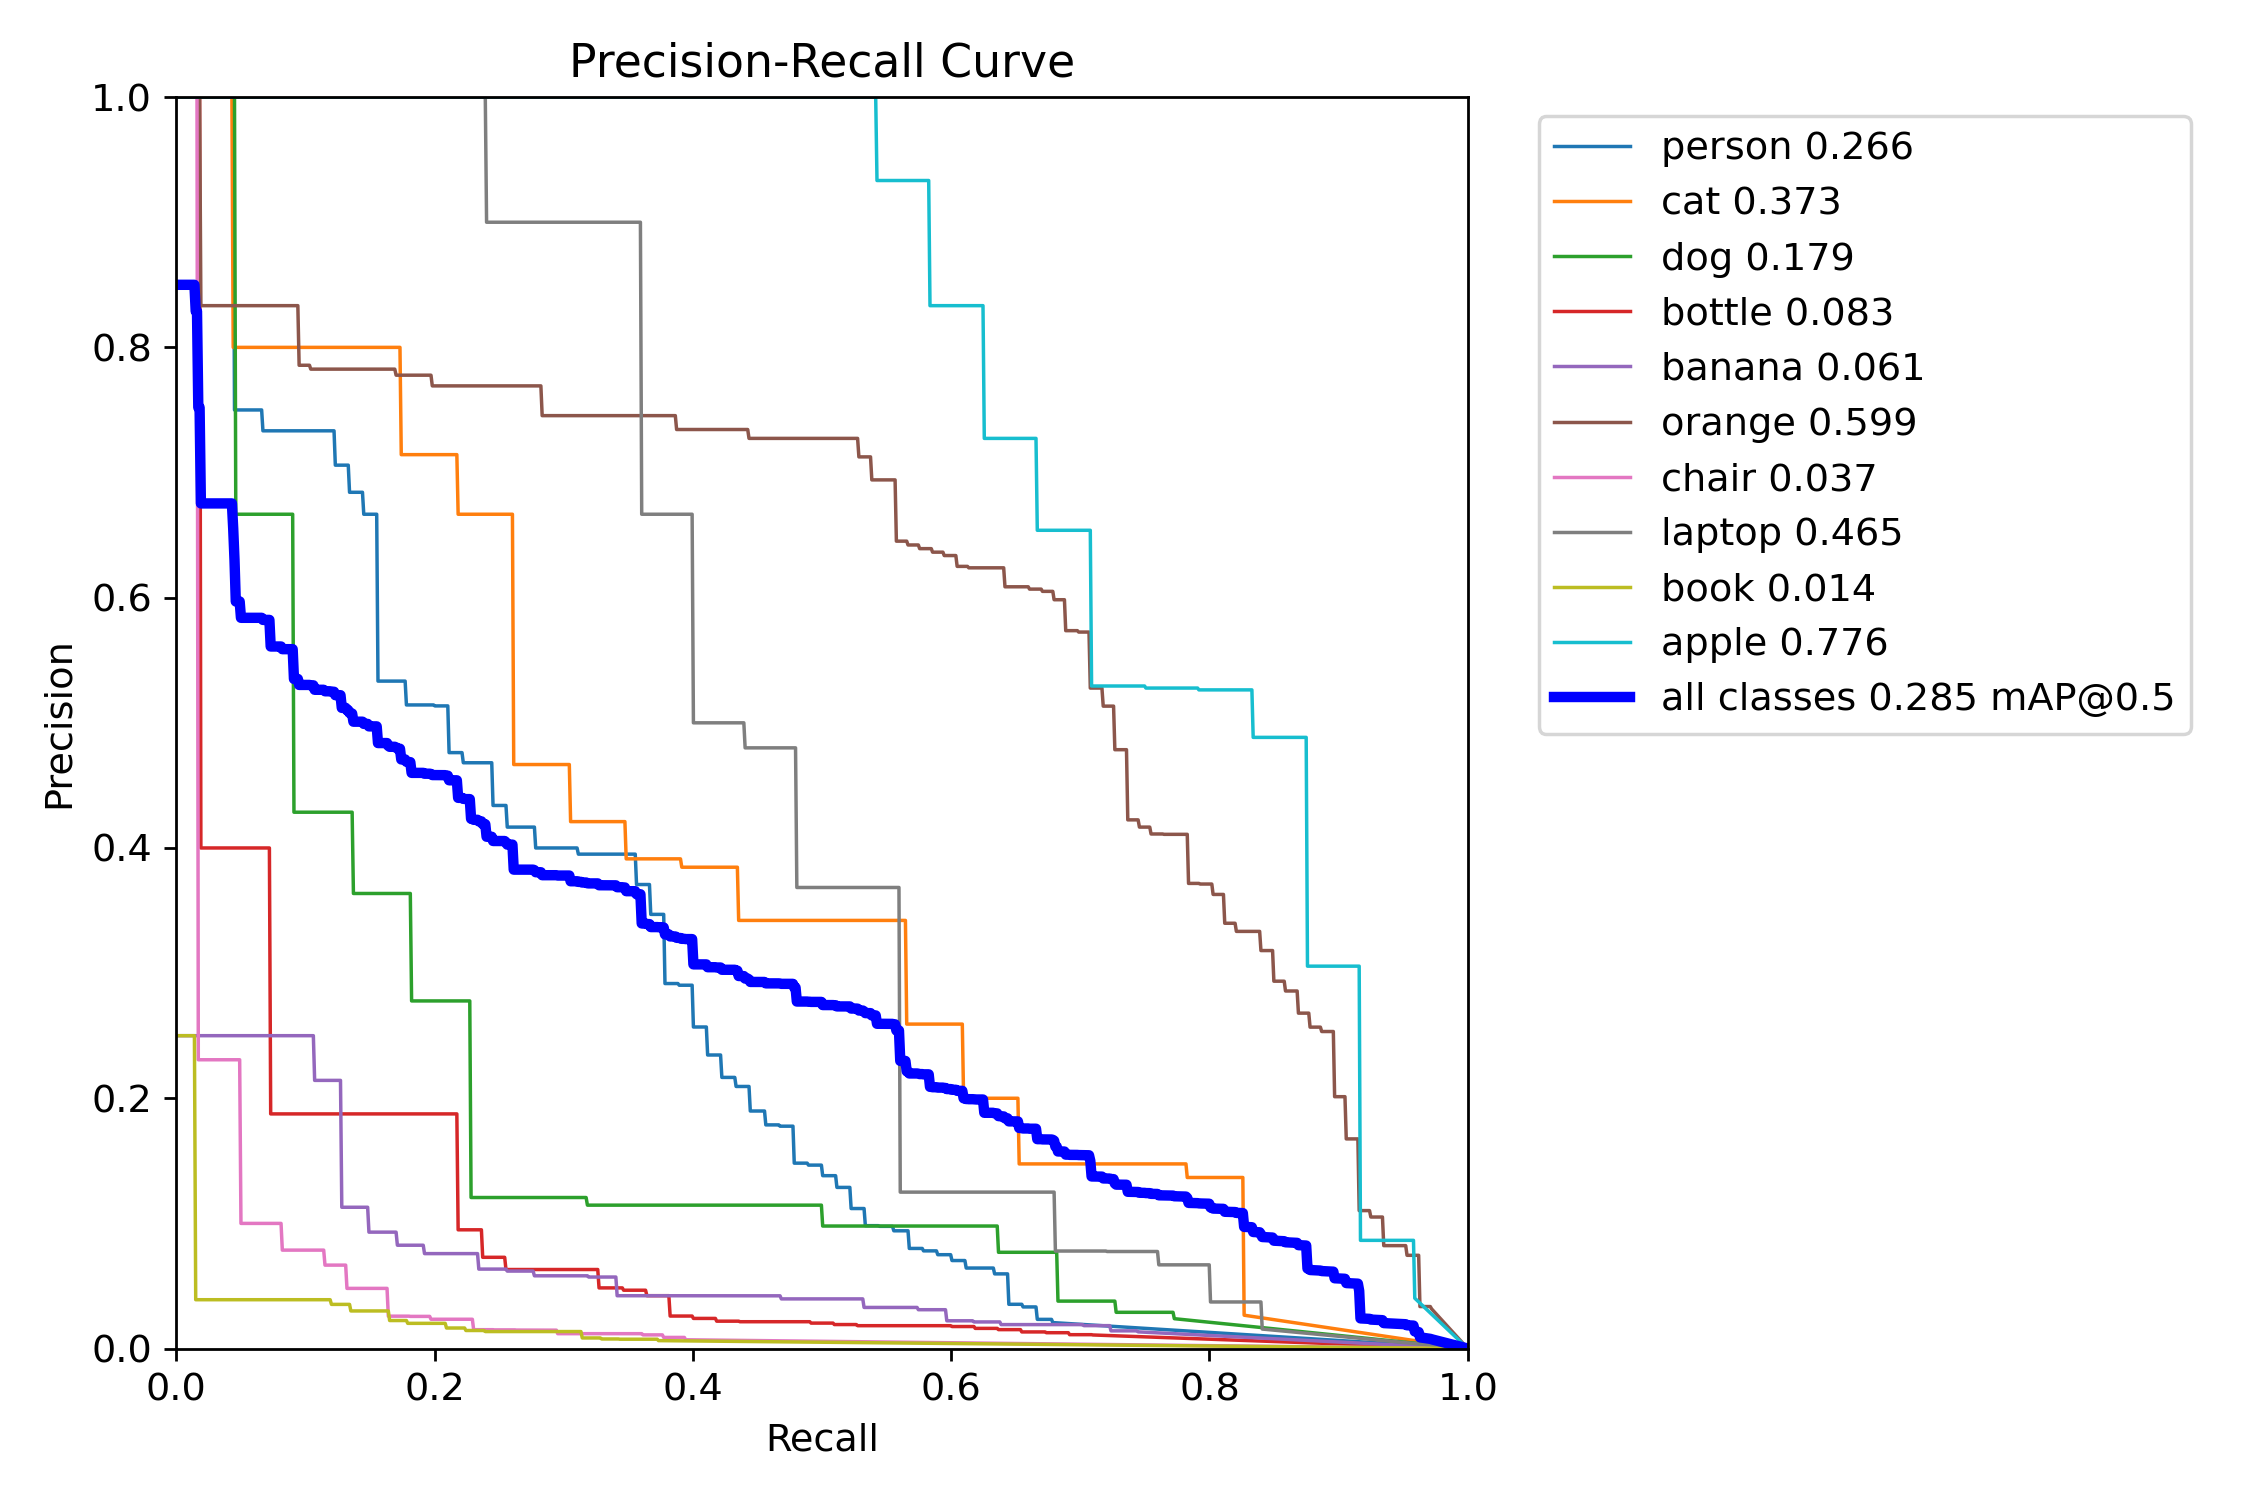 Precision-Recall Curve
1.0
0.8
0.6
0.4
0.2
0.0
Precision
0.0 0.2 0.4 0.6 0.8 1.0
Recall
person 0.266
cat 0.373
dog 0.179
bottle 0.083
banana 0.061
orange 0.599
chair 0.037
laptop 0.465
book 0.014
apple 0.776
all classes 0.285 mAP@0.5